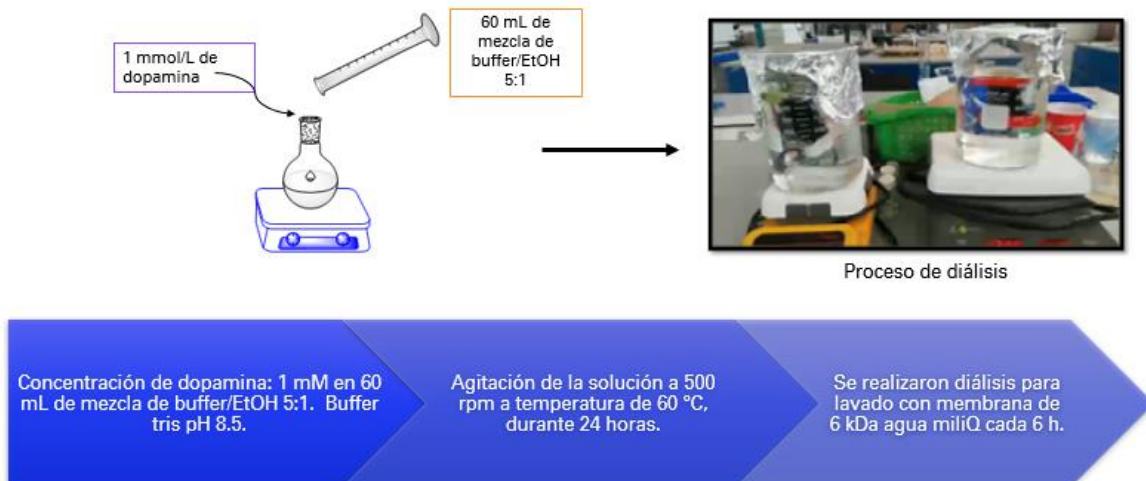 1 mmol/L de
dopamina
60 mL de
mezcla de
buffer/EtOH
5:1
Proceso de diálisis
Concentración de dopamina: 1 mM en 60
mL de mezcla de buffer/EtOH 5:1.  Buffer
tris pH 8.5.
Agitación de la solución a 500
rpm a temperatura de 60 °C,
durante 24 horas.
Se realizaron diálisis para
lavado con membrana de
6 kDa agua miliQ cada 6 h.